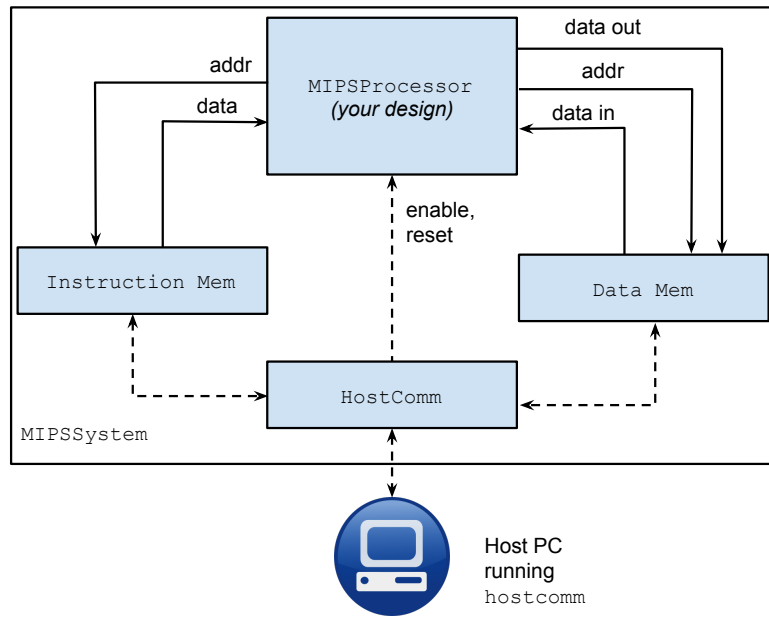 data out
addr
addr
MIPSProcessor
(your design)
data
data in
enable,
reset
Instruction Mem
Data Mem
HostComm
MIPSSystem
Host PC
running
hostcomm